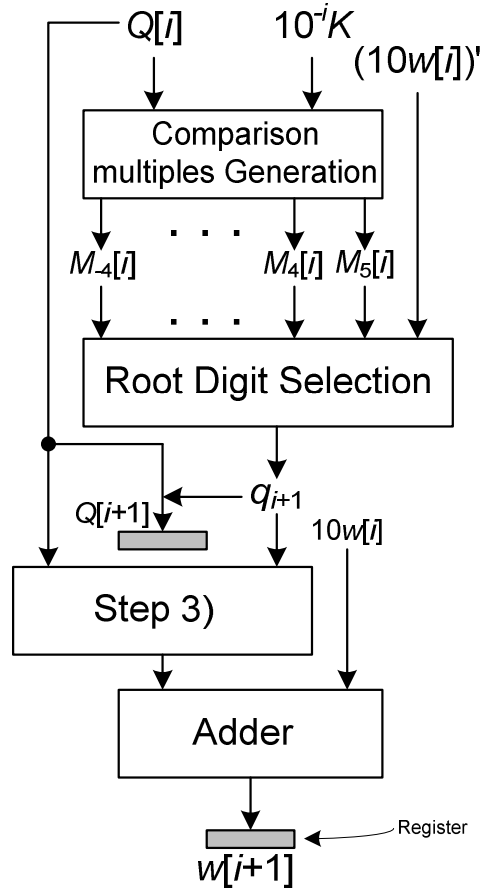 Q[i] 10⁻ⁱK (10w[i])'
Comparison
multiples Generation
. . .
M₋₄[i] M₄[i] M₅[i]
. . .
Root Digit Selection
qᵢ₊₁
Q[i+1]
10w[i]
Step 3)
Adder
Register
w[i+1]